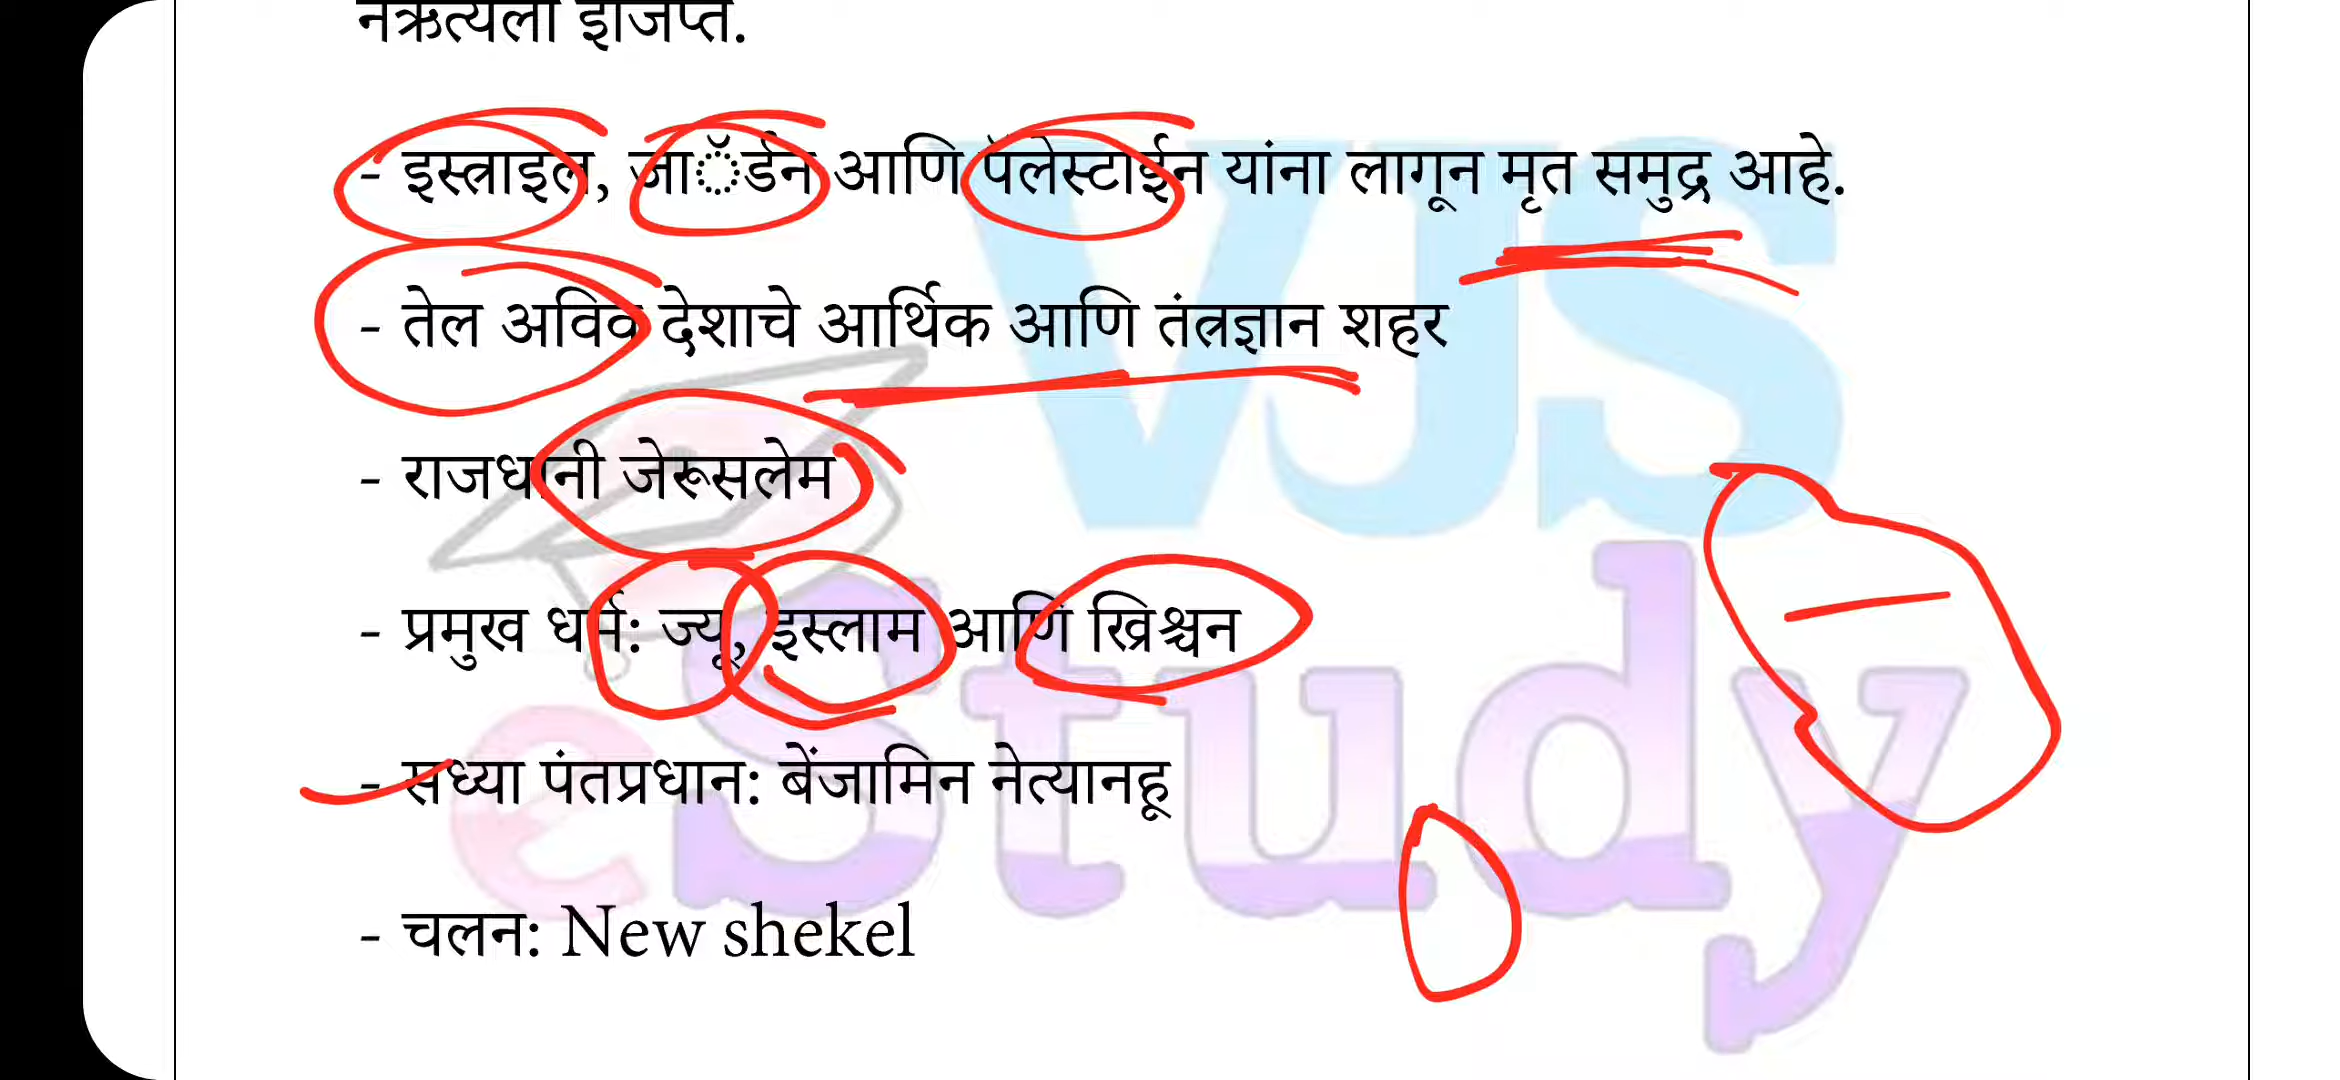 नैऋत्येला इजिप्त.
- इस्त्राइल, जाॅर्डन आणि पॅलेस्टाईन यांना लागून मृत समुद्र आहे.
- तेल अविव देशाचे आर्थिक आणि तंत्रज्ञान शहर
- राजधानी जेरूसलेम
- प्रमुख धर्म: ज्यू, इस्लाम आणि ख्रिश्चन
- सध्या पंतप्रधान: बेंजामिन नेत्यानहू
- चलन: New shekel
VJS
eStudy